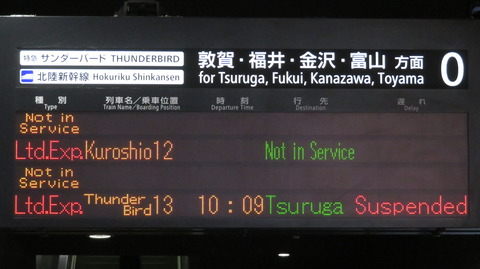 特急 サンダーバード THUNDERBIRD
北陸新幹線 Hokuriku Shinkansen
敦賀・福井・金沢・富山 方面
for Tsuruga, Fukui, Kanazawa, Toyama
0
種別 列車名／乗車位置 時刻 行先 遅れ
Type Train Name/Boarding Position Departure Time Destination Delay
Not in
Service
Ltd.Exp. Kuroshio12 Not in Service
Not in
Service
Ltd.Exp. Thunder Bird 13 10:09 Tsuruga Suspended